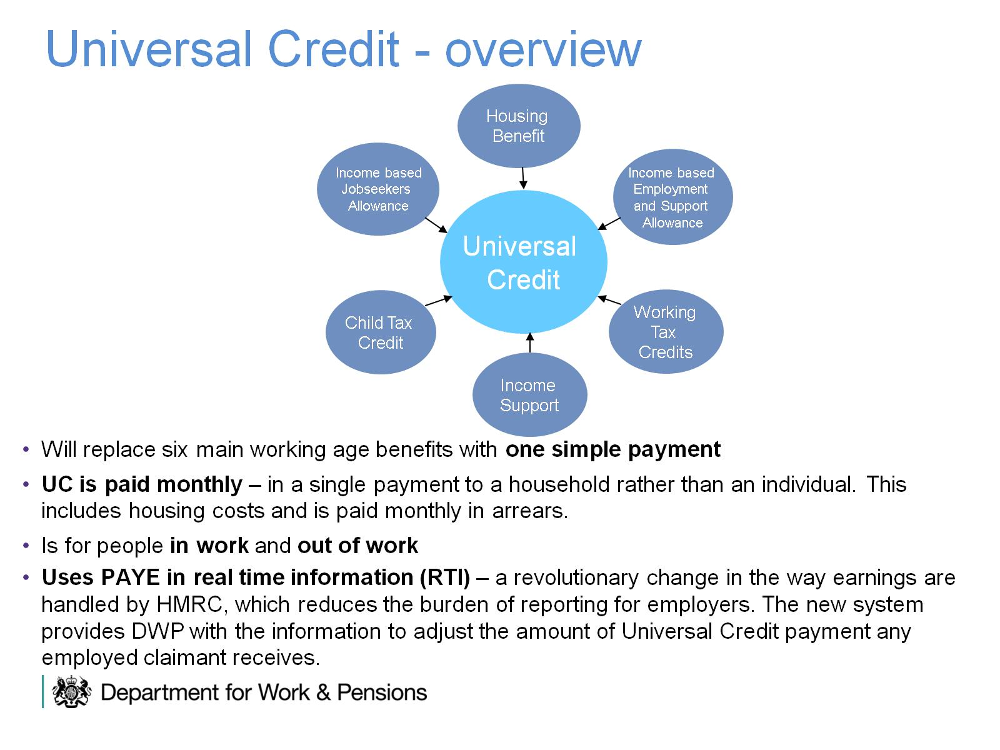 Universal Credit - overview
Housing
Benefit
Income based
Jobseekers
Allowance
Income based
Employment
and Support
Allowance
Universal
Credit
Child Tax
Credit
Working
Tax
Credits
Income
Support
• Will replace six main working age benefits with one simple payment
• UC is paid monthly – in a single payment to a household rather than an individual. This
includes housing costs and is paid monthly in arrears.
• Is for people in work and out of work
• Uses PAYE in real time information (RTI) – a revolutionary change in the way earnings are
handled by HMRC, which reduces the burden of reporting for employers. The new system
provides DWP with the information to adjust the amount of Universal Credit payment any
employed claimant receives.
Department for Work & Pensions